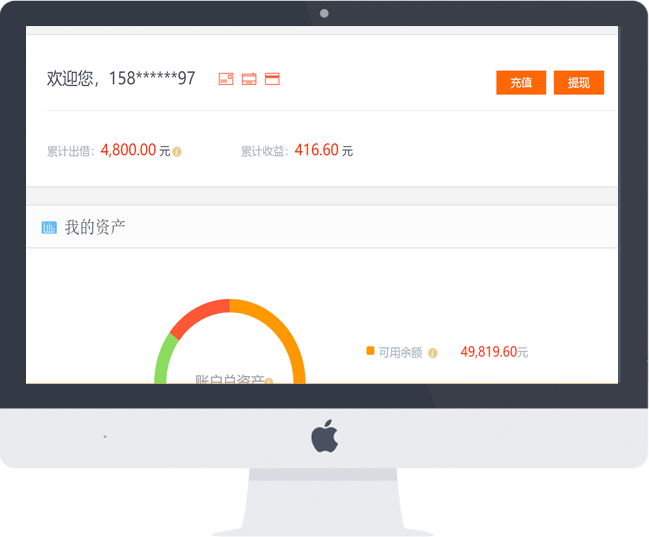 欢迎您，158******97
充值 提现
累计出借：4,800.00 元 累计收益：416.60 元
我的资产
可用余额 49,819.60元
账户总资产